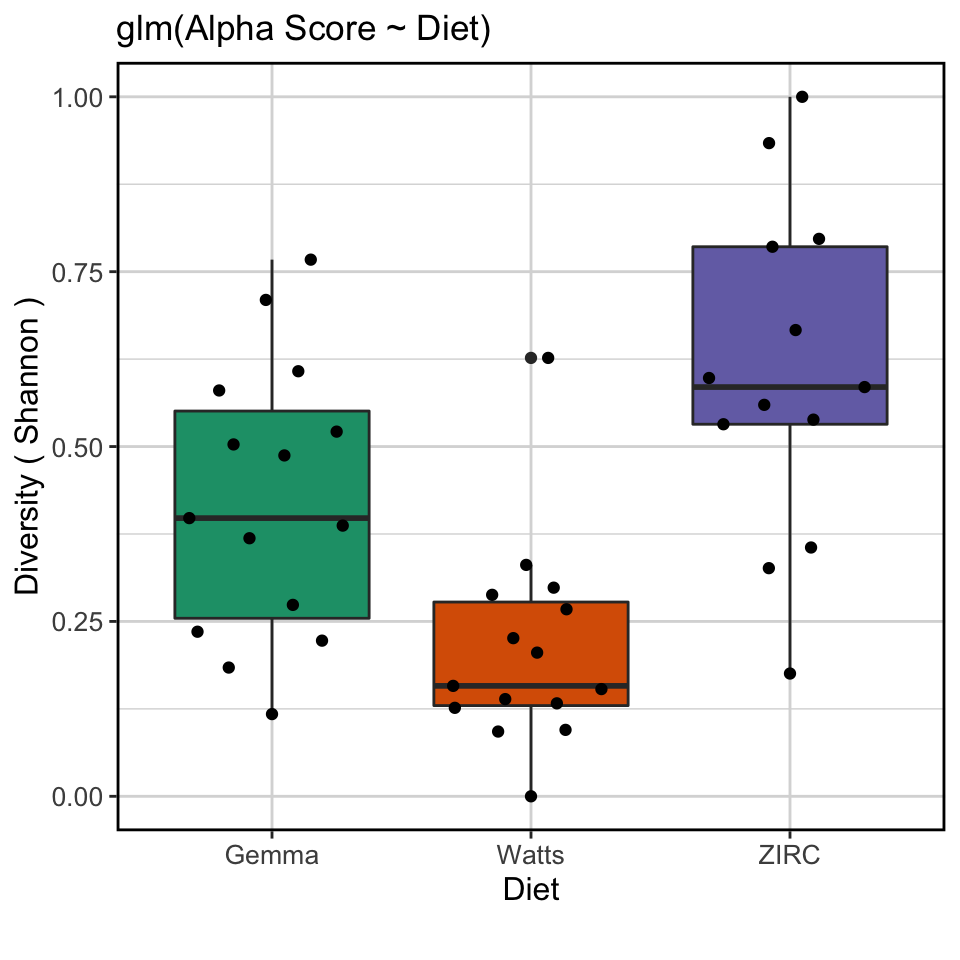 glm(Alpha Score ~ Diet)
Diversity ( Shannon )
1.00
0.75
0.50
0.25
0.00
Gemma Watts ZIRC
Diet